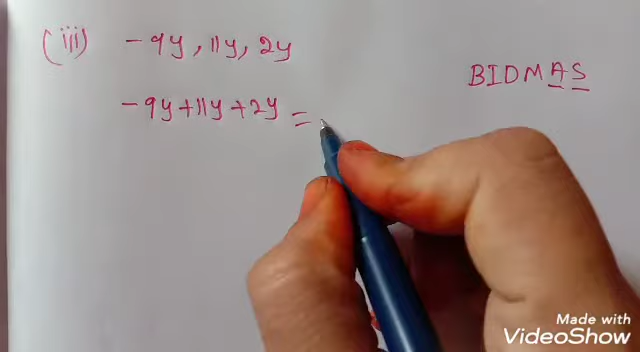 (iii) -9y, 11y, 2y
BIDMAS
-9y+11y+2y =
Made with
VideoShow